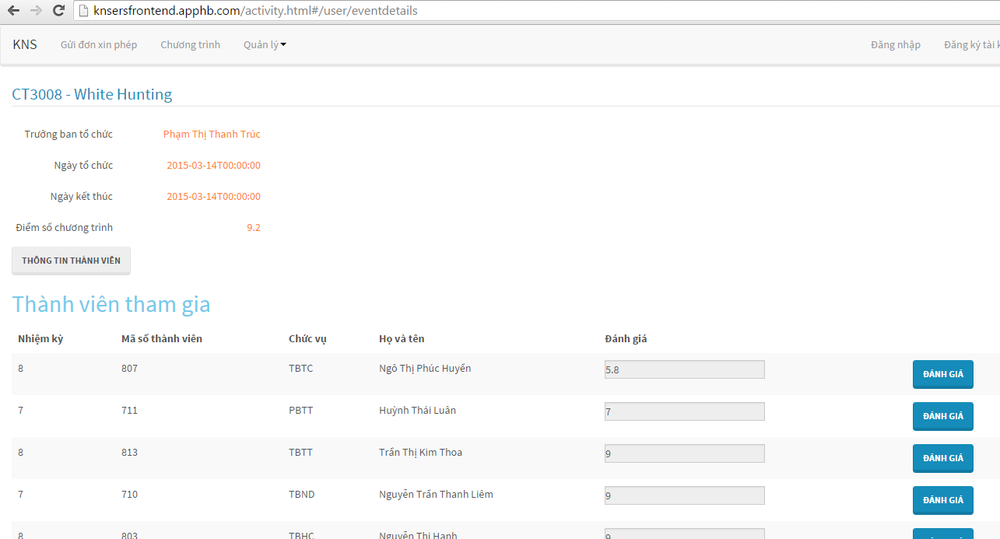 knsersfrontend.apphb.com/activity.html#/user/eventdetails
KNS Gửi đơn xin phép Chương trình Quản lý Đăng nhập Đăng ký tài
CT3008 - White Hunting
Trưởng ban tổ chức Phạm Thị Thanh Trúc
Ngày tổ chức 2015-03-14T00:00:00
Ngày kết thúc 2015-03-14T00:00:00
Điểm số chương trình 9.2
THÔNG TIN THÀNH VIÊN
Thành viên tham gia
Nhiệm kỳ Mã số thành viên Chức vụ Họ và tên Đánh giá
8 807 TBTC Ngô Thị Phúc Huyền 5.8 ĐÁNH GIÁ
7 711 PBTT Huỳnh Thái Luân 7 ĐÁNH GIÁ
8 813 TBTT Trần Thị Kim Thoa 9 ĐÁNH GIÁ
7 710 TBND Nguyễn Trần Thanh Liêm 9 ĐÁNH GIÁ
8 803 TBHC Nguyễn Thị Hạnh 9